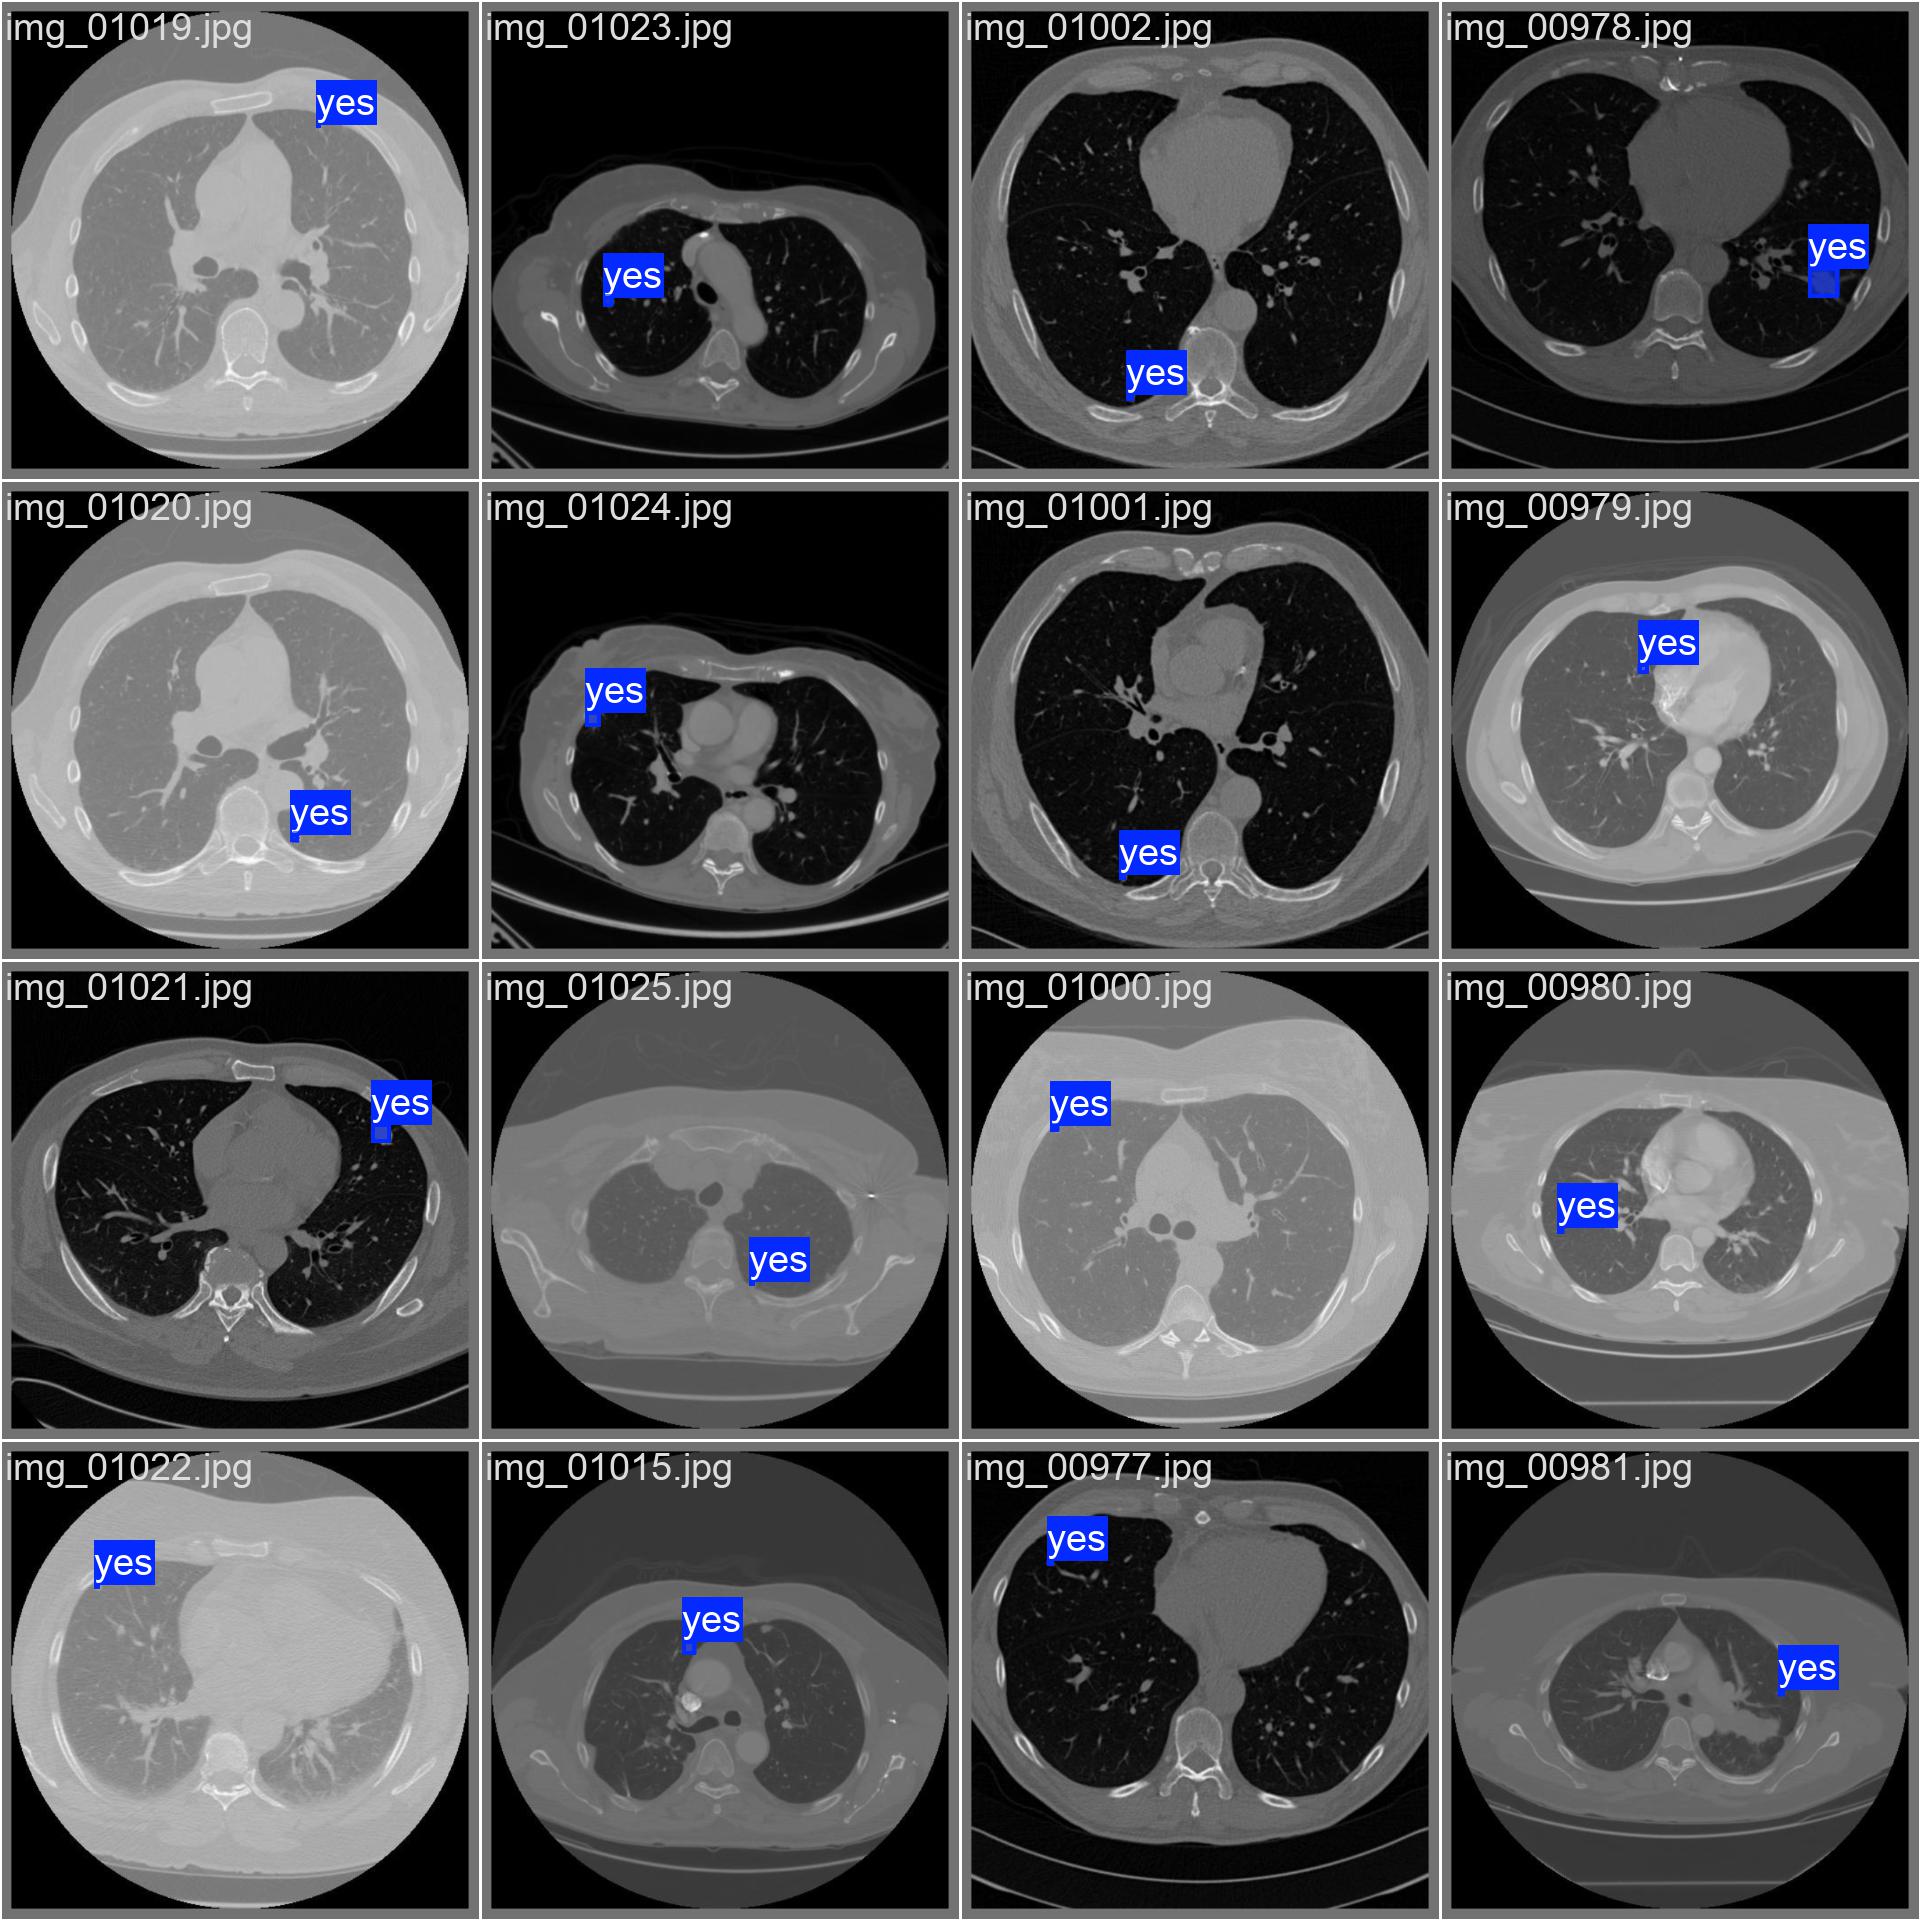 img_01019.jpg
yes
img_01023.jpg
yes
img_01002.jpg
yes
img_00978.jpg
yes
img_01020.jpg
yes
img_01024.jpg
yes
img_01001.jpg
yes
img_00979.jpg
yes
img_01021.jpg
yes
img_01025.jpg
yes
img_01000.jpg
yes
img_00980.jpg
yes
img_01022.jpg
yes
img_01015.jpg
yes
img_00977.jpg
yes
img_00981.jpg
yes